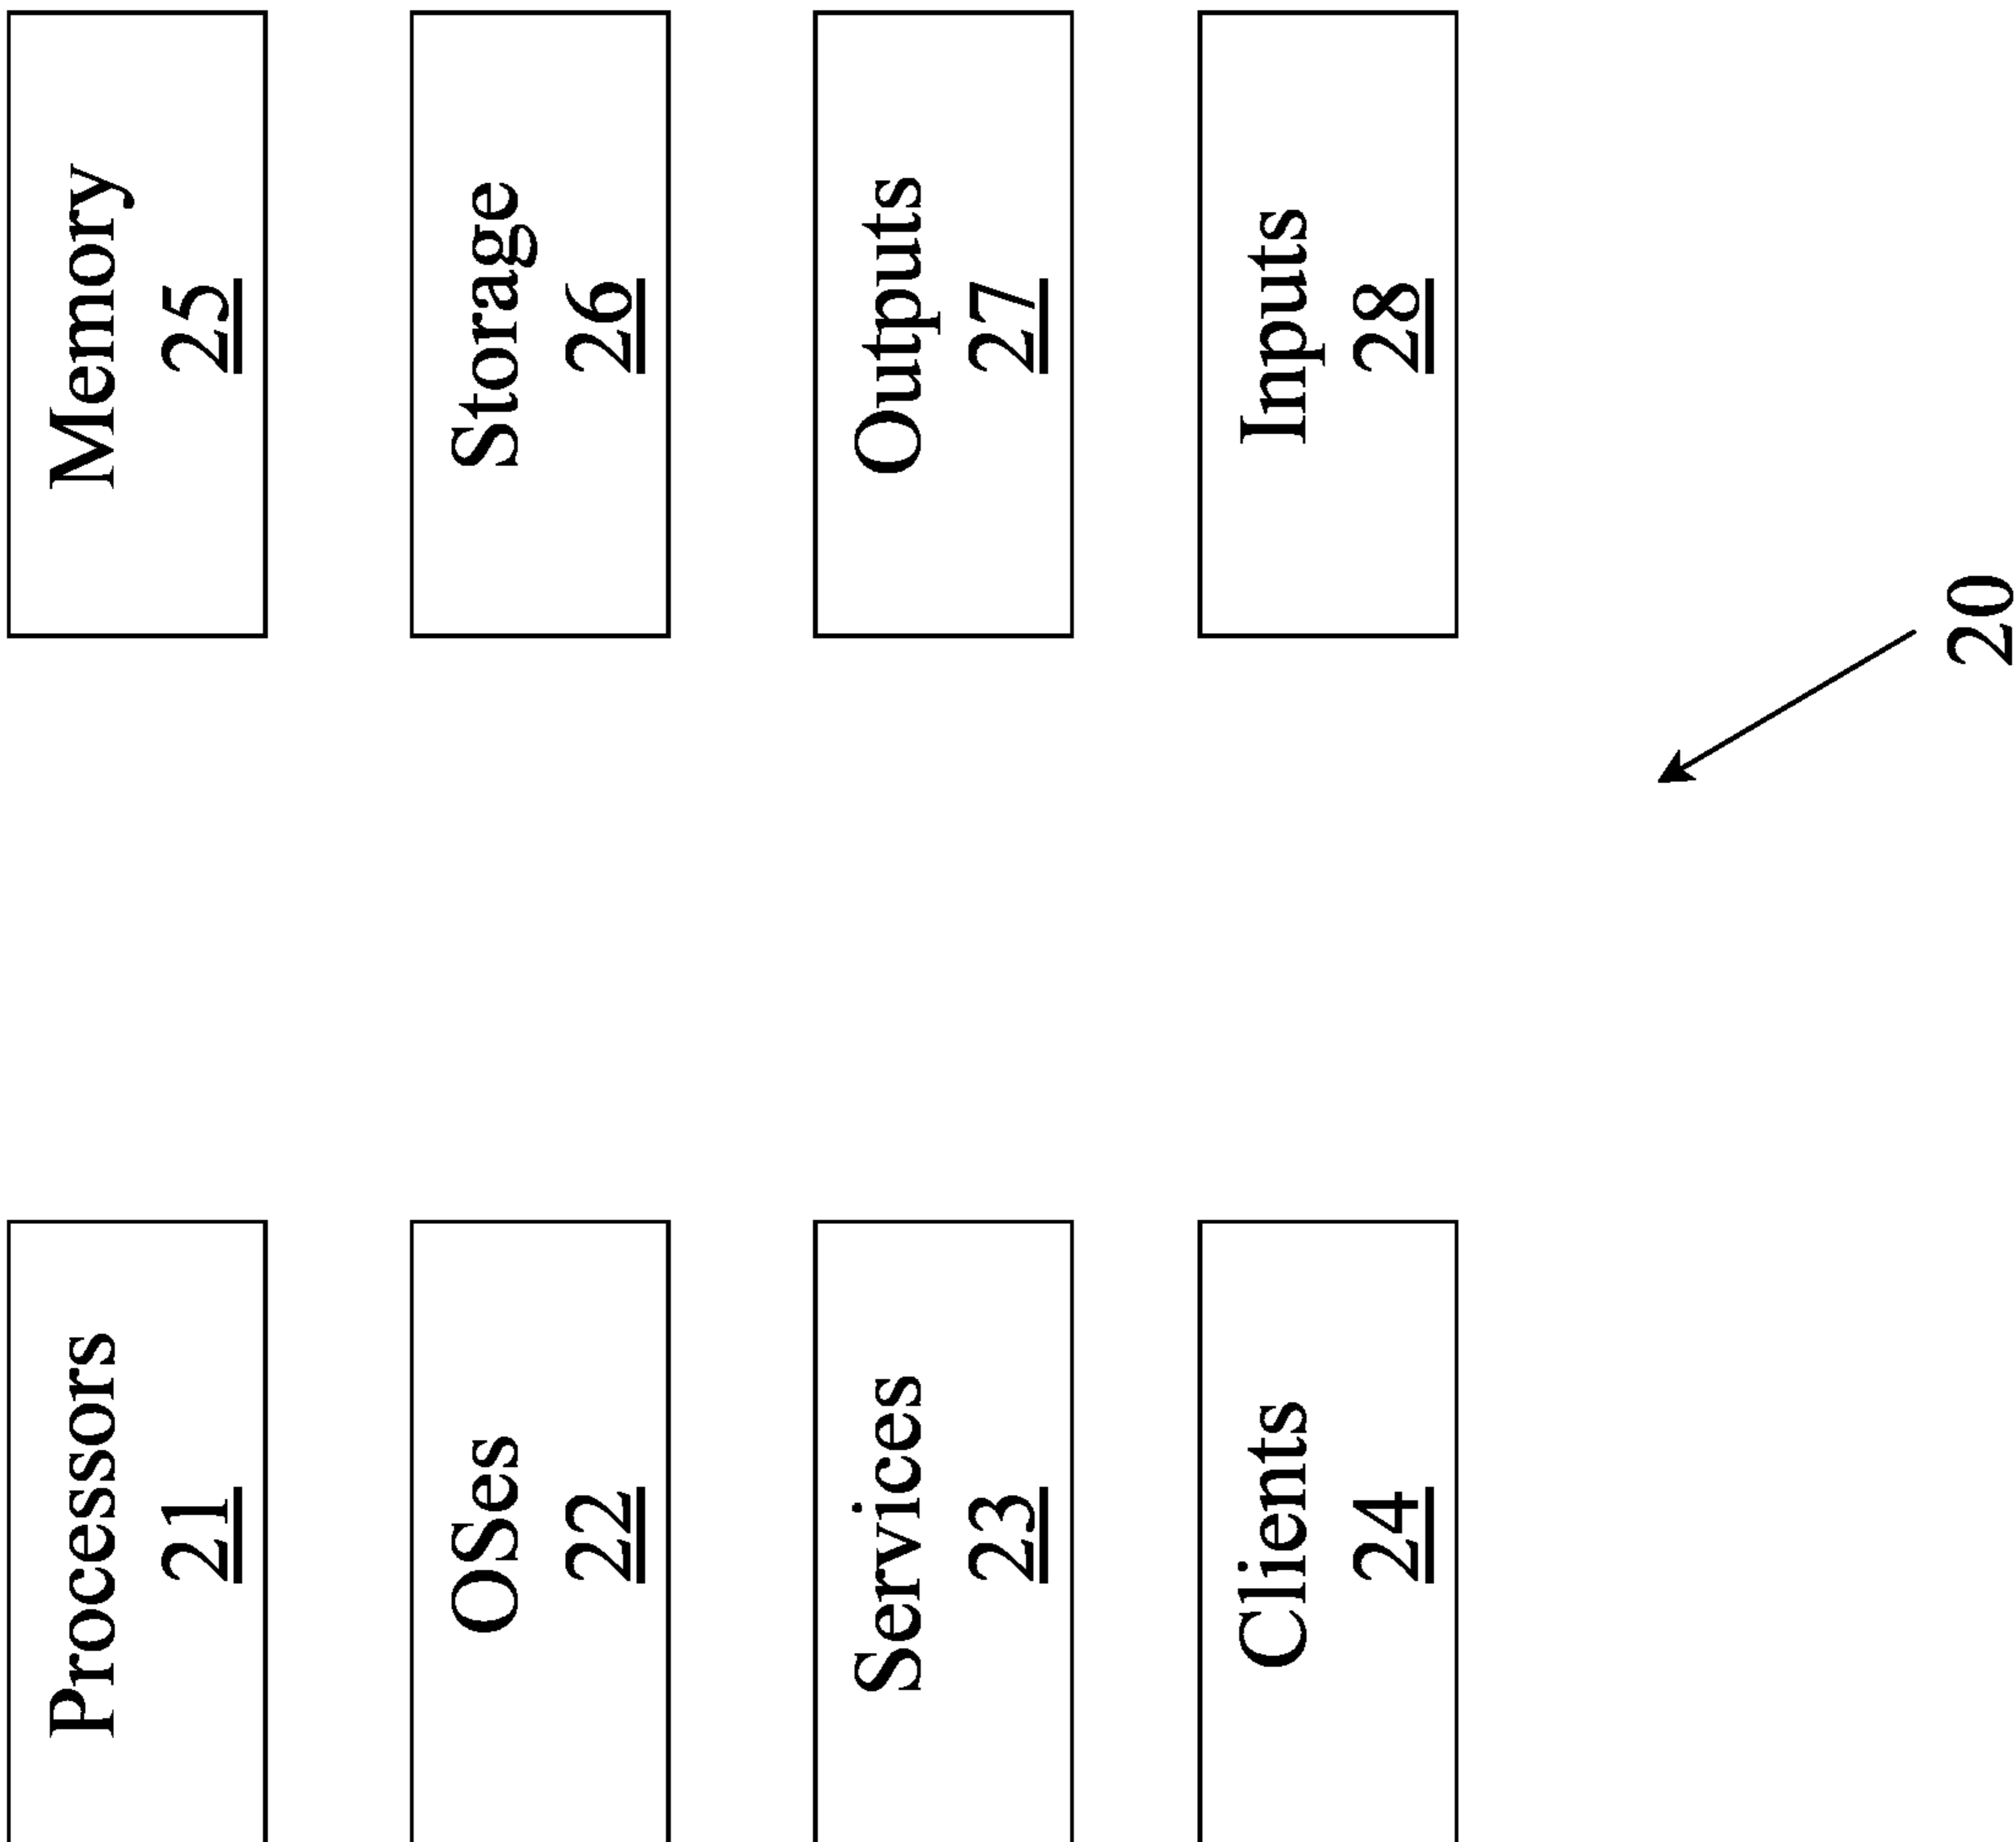 Processors
21
Memory
25
OSes
22
Storage
26
Services
23
Outputs
27
Clients
24
Inputs
28
20